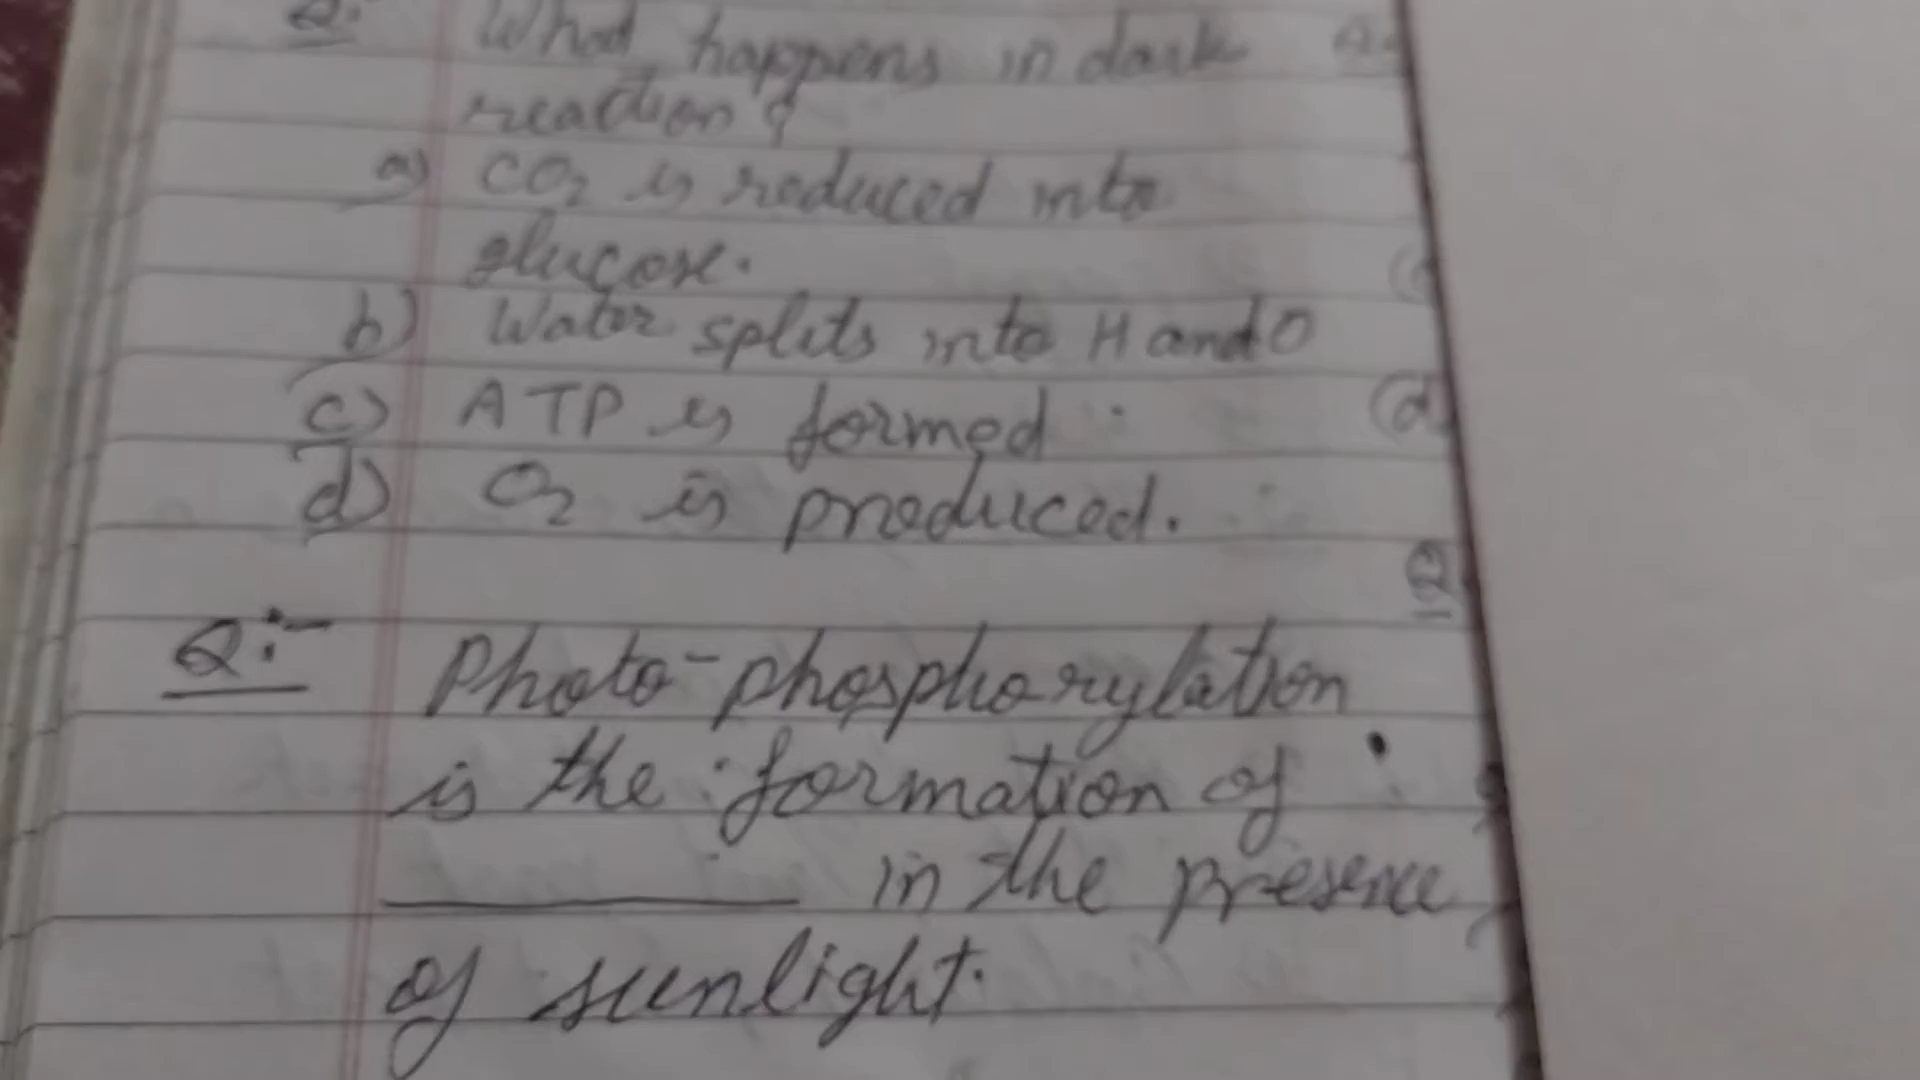 Q:- What happens in dark
reaction?
a) CO2 is reduced into
glucose.
b) Water splits into H and O
c) ATP is formed
d) O2 is produced.
Q:- Photo-phosphorylation
is the formation of
________ in the presence
of sunlight.